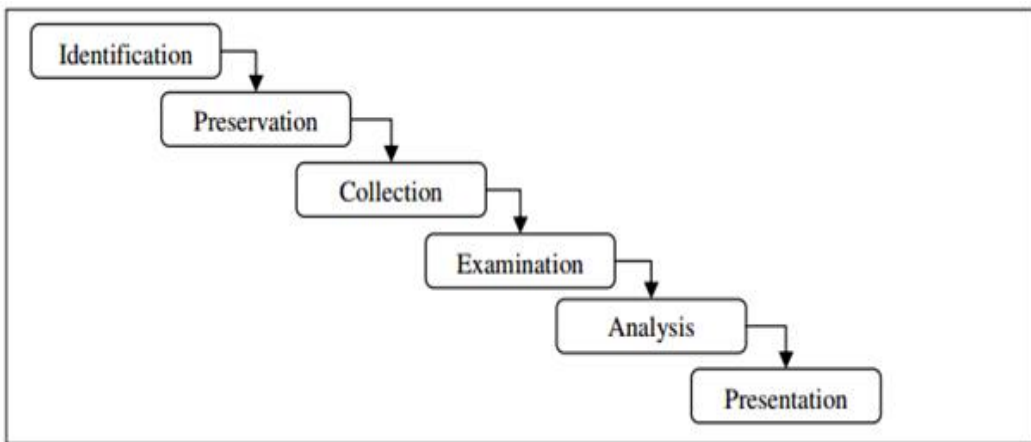 Identification
Preservation
Collection
Examination
Analysis
Presentation